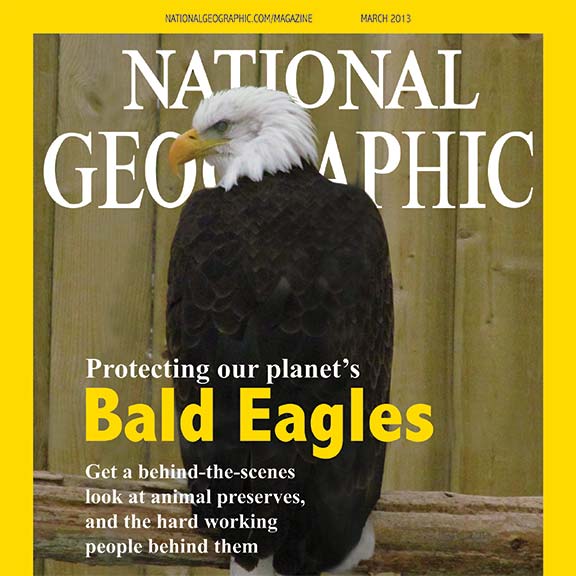 NATIONALGEOGRAPHIC.COM/MAGAZINE MARCH 2013
NATIONAL
GEOGRAPHIC
Protecting our planet's
Bald Eagles
Get a behind-the-scenes
look at animal preserves,
and the hard working
people behind them